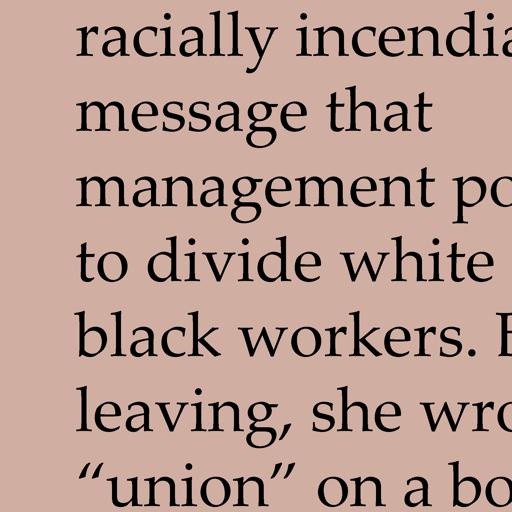 racially incendia
message that
management po
to divide white
black workers. E
leaving, she wro
“union” on a bo